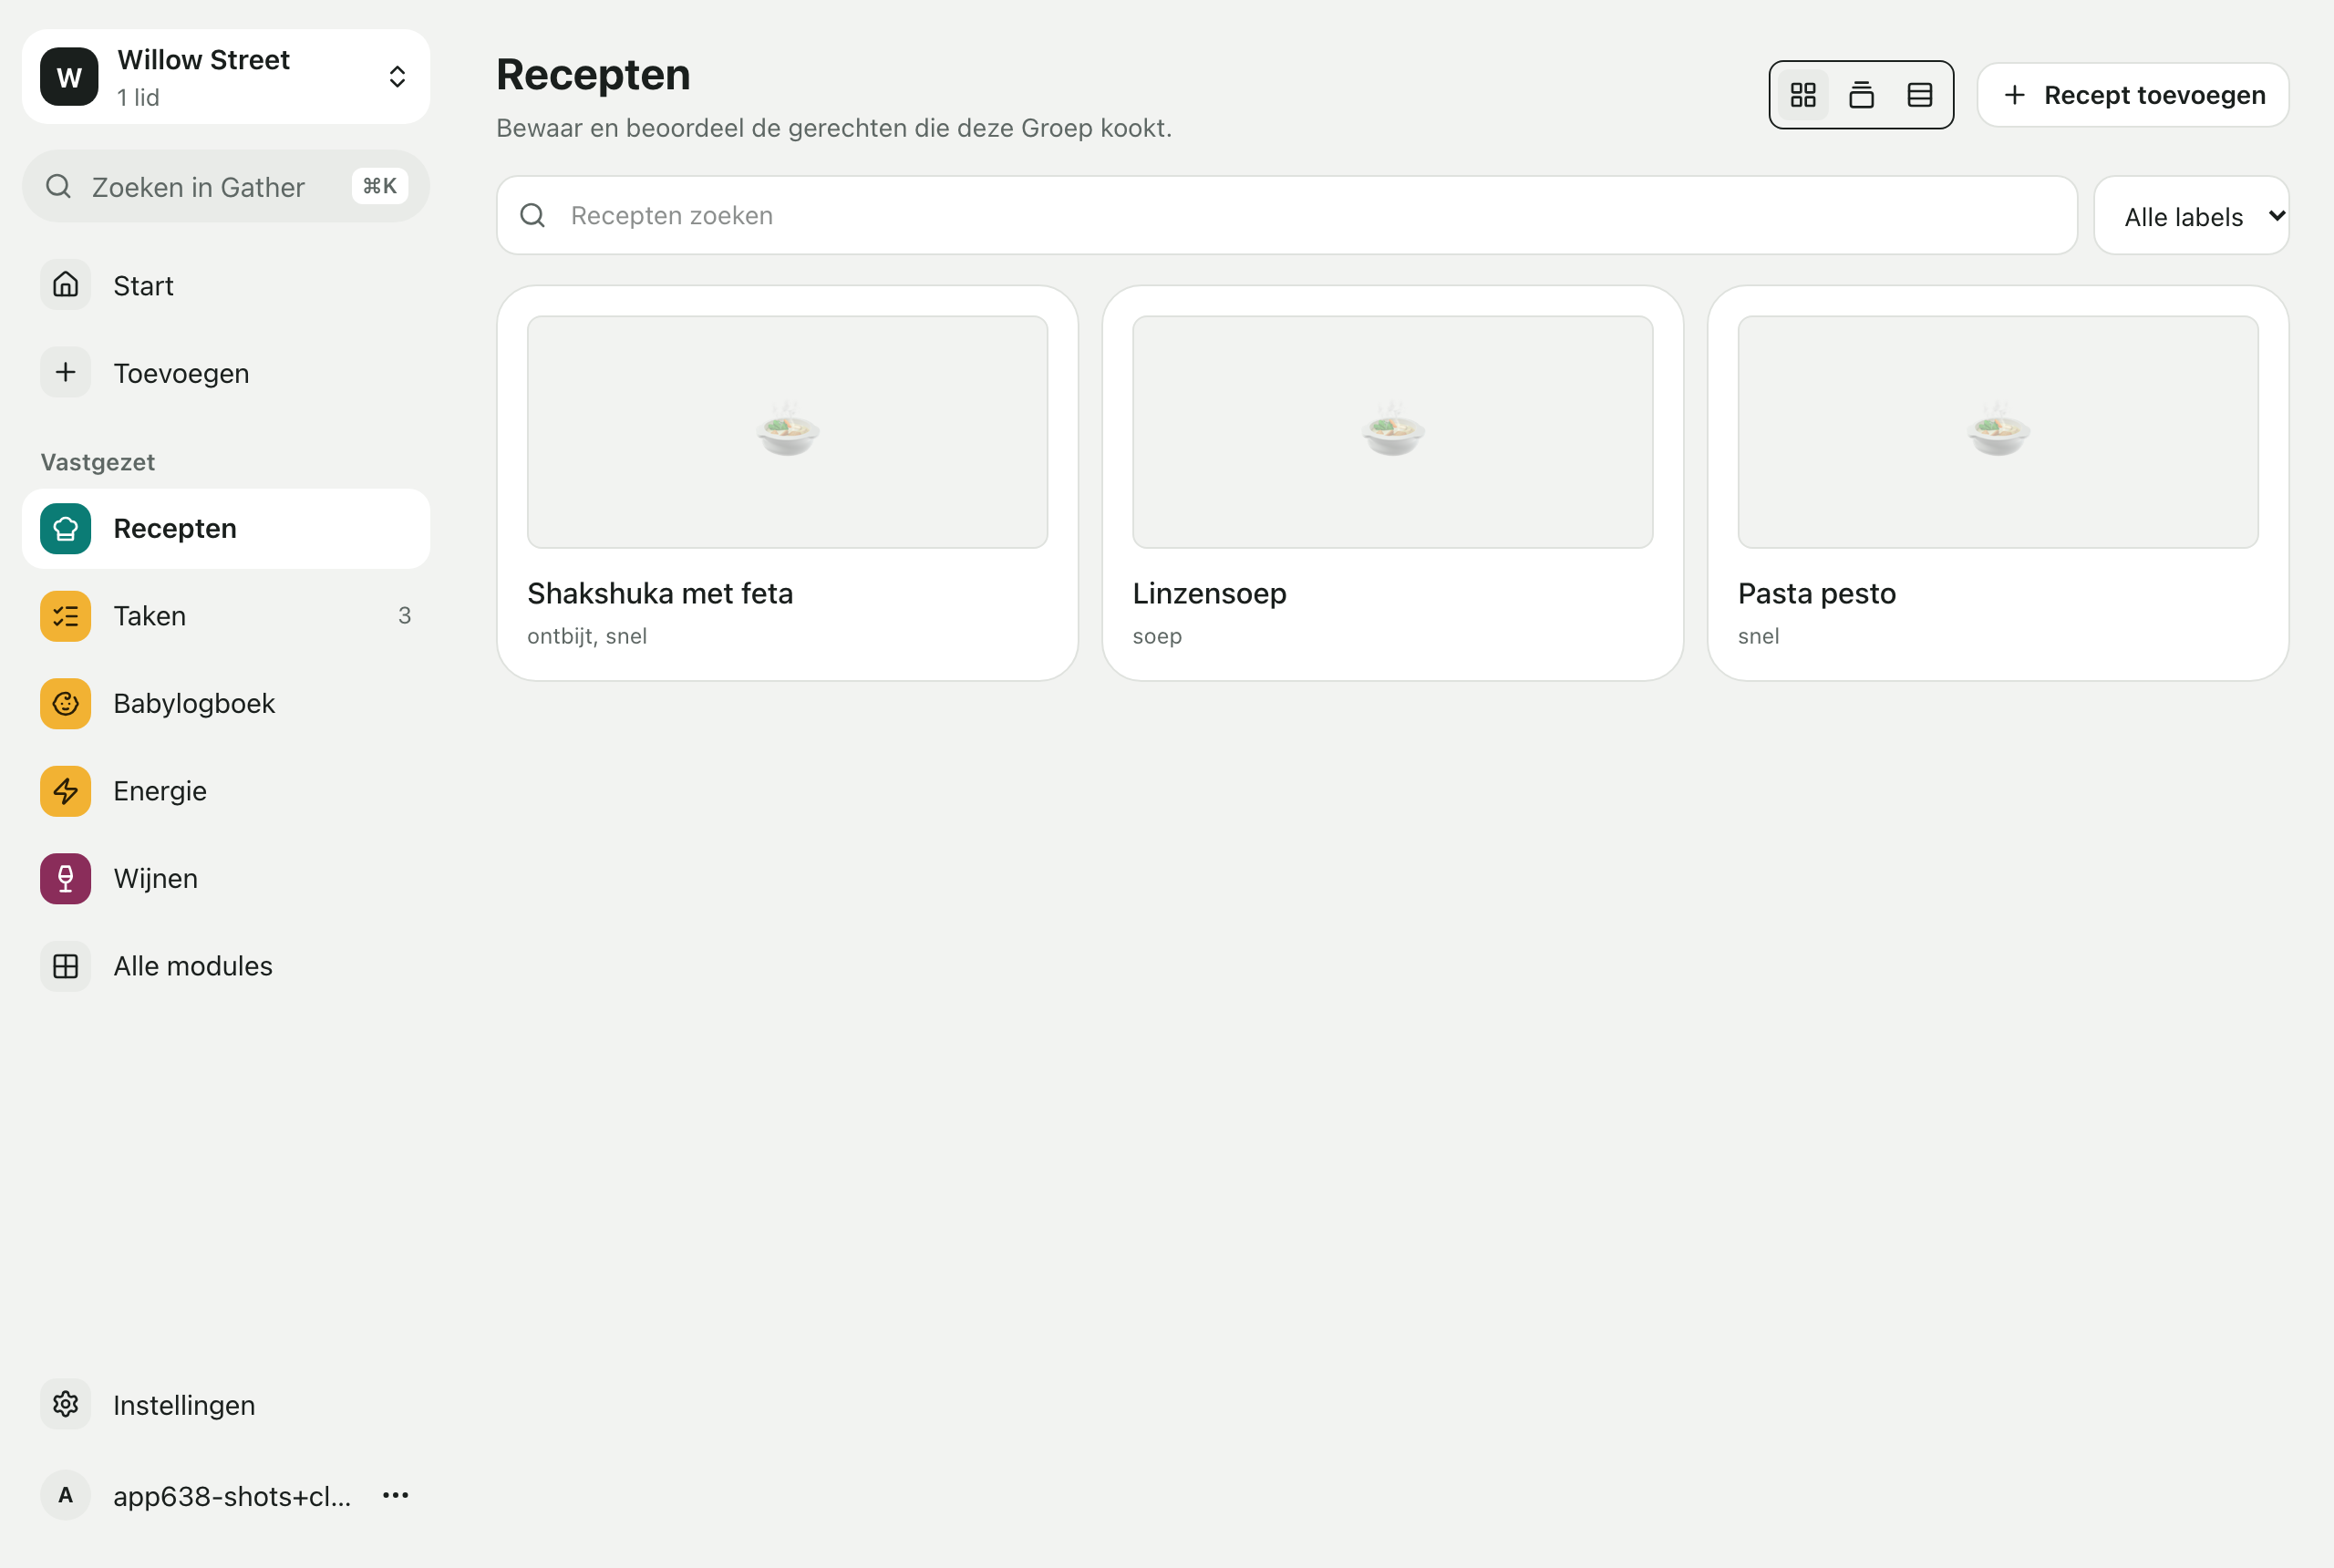 W
Willow Street
1 lid
Zoeken in Gather
⌘K
Start
Toevoegen
Vastgezet
Recepten
Taken
3
Babylogboek
Energie
Wijnen
Alle modules
Instellingen
A
app638-shots+cl...
Recepten
Bewaar en beoordeel de gerechten die deze Groep kookt.
Recept toevoegen
Recepten zoeken
Alle labels
Shakshuka met feta
ontbijt, snel
Linzensoep
soep
Pasta pesto
snel